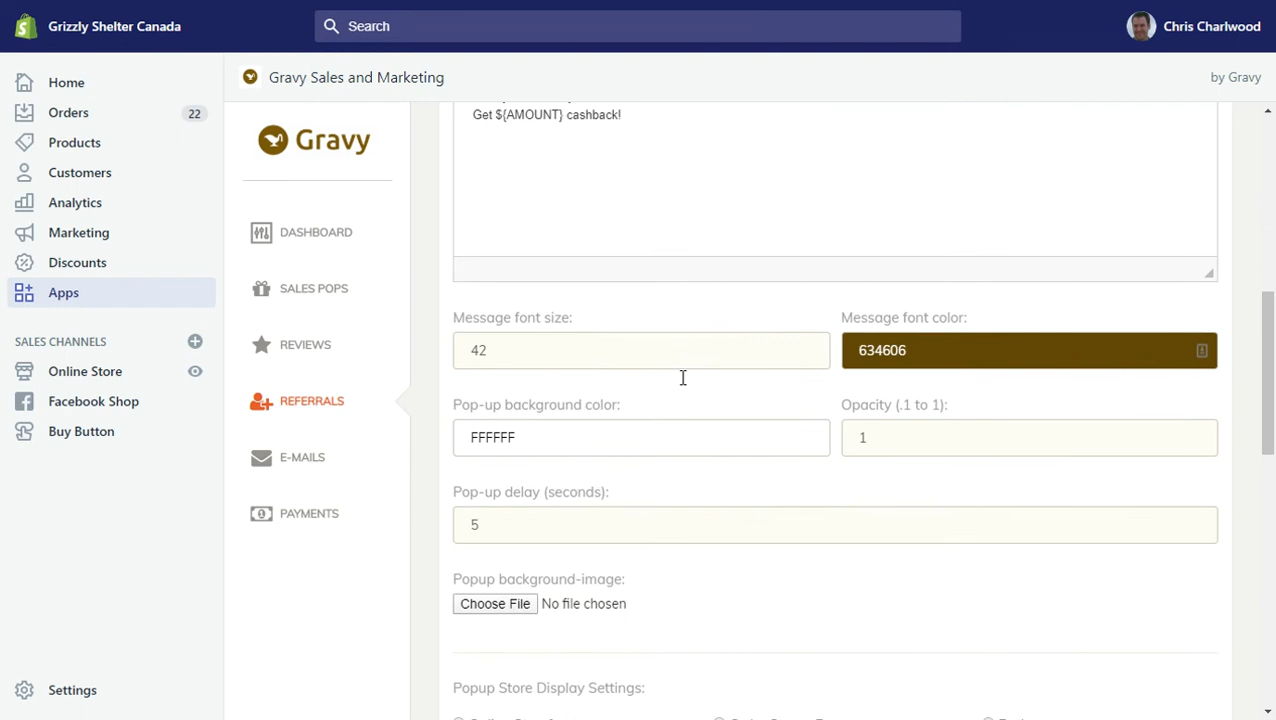 Grizzly Shelter Canada
Search
Chris Charlwood
Home
Orders
22
Products
Customers
Analytics
Marketing
Discounts
Apps
SALES CHANNELS
Online Store
Facebook Shop
Buy Button
Settings
Gravy Sales and Marketing
by Gravy
Gravy
DASHBOARD
SALES POPS
REVIEWS
REFERRALS
E-MAILS
PAYMENTS
Get ${AMOUNT} cashback!
Message font size:
Message font color:
42
634606
Pop-up background color:
Opacity (.1 to 1):
FFFFFF
1
Pop-up delay (seconds):
5
Popup background-image:
Choose File No file chosen
Popup Store Display Settings: